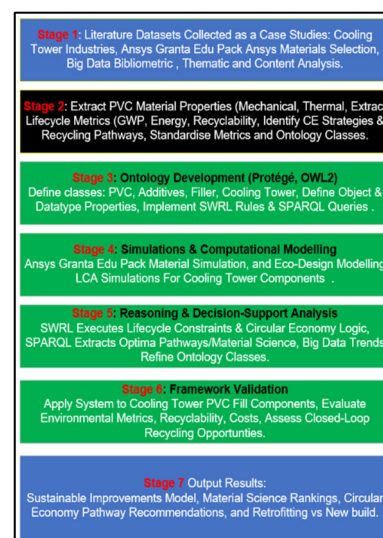 Stage 1: Literature Datasets Collected as a Case Studies: Cooling
Tower Industries, Ansys Granta Edu Pack Ansys Materials Selection,
Big Data Bibliometric , Thematic and Content Analysis.
Stage 2: Extract PVC Material Properties (Mechanical, Thermal, Extrac
Lifecycle Metrics (GWP, Energy, Recyclability, Identify CE Strategies &
Recycling Pathways, Standardise Metrics and Ontology Classes.
Stage 3: Ontology Development (Protégé, OWL2)
Define classes: PVC, Additives, Filler, Cooling Tower, Define Object &
Datatype Properties, Implement SWRL Rules & SPARQL Queries .
Stage 4: Simulations & Computational Modelling
Ansys Granta Edu Pack Material Simulation, and Eco-Design Modelling
LCA Simulations For Cooling Tower Components .
Stage 5: Reasoning & Decision-Support Analysis
SWRL Executes Lifecycle Constraints & Circular Economy Logic,
SPARQL Extracts Optima Pathways/Material Science, Big Data Trends
Refine Ontology Classes.
Stage 6: Framework Validation
Apply System to Cooling Tower PVC Fill Components, Evaluate
Environmental Metrics, Recyclability, Costs, Assess Closed-Loop
Recycling Opportunties.
Stage 7 Output Results:
Sustainable Improvements Model, Material Science Rankings, Circular
Economy Pathway Recommendations, and Retrofitting vs New build.